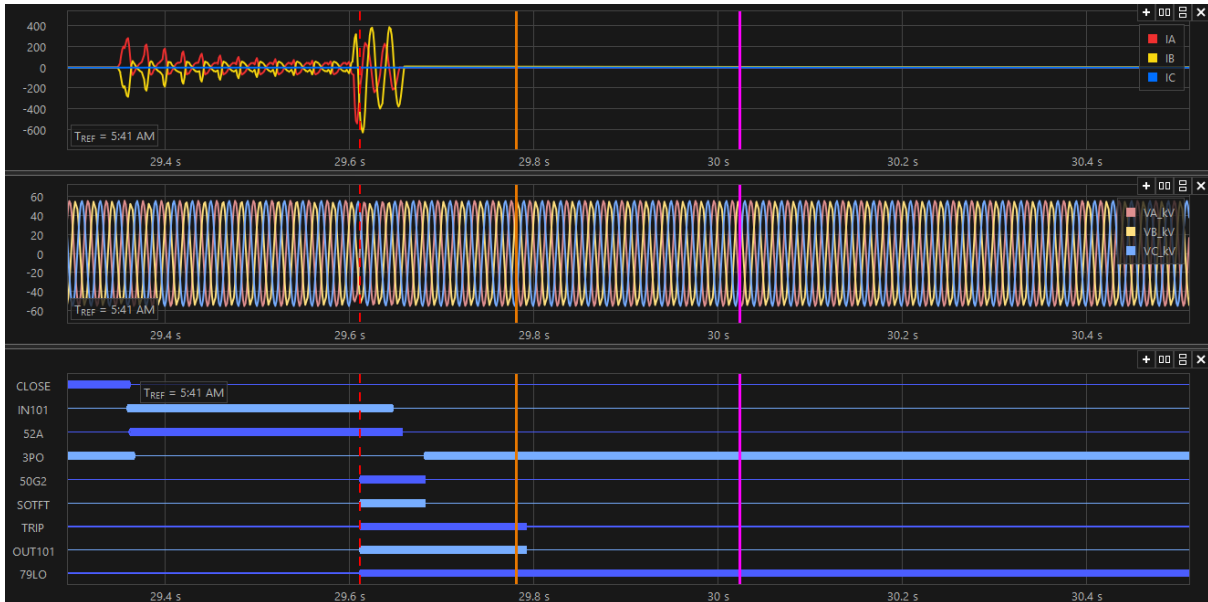 400
200
0
-200
-400
-600
IA
IB
IC
TREF = 5:41 AM
29.4 s 29.6 s 29.8 s 30 s 30.2 s 30.4 s
60
40
20
0
-20
-40
-60
VA_kV
VB_kV
VC_kV
TREF = 5:41 AM
29.4 s 29.6 s 29.8 s 30 s 30.2 s 30.4 s
CLOSE
TREF = 5:41 AM
IN101
52A
3PO
50G2
SOTFT
TRIP
OUT101
79LO
29.4 s 29.6 s 29.8 s 30 s 30.2 s 30.4 s